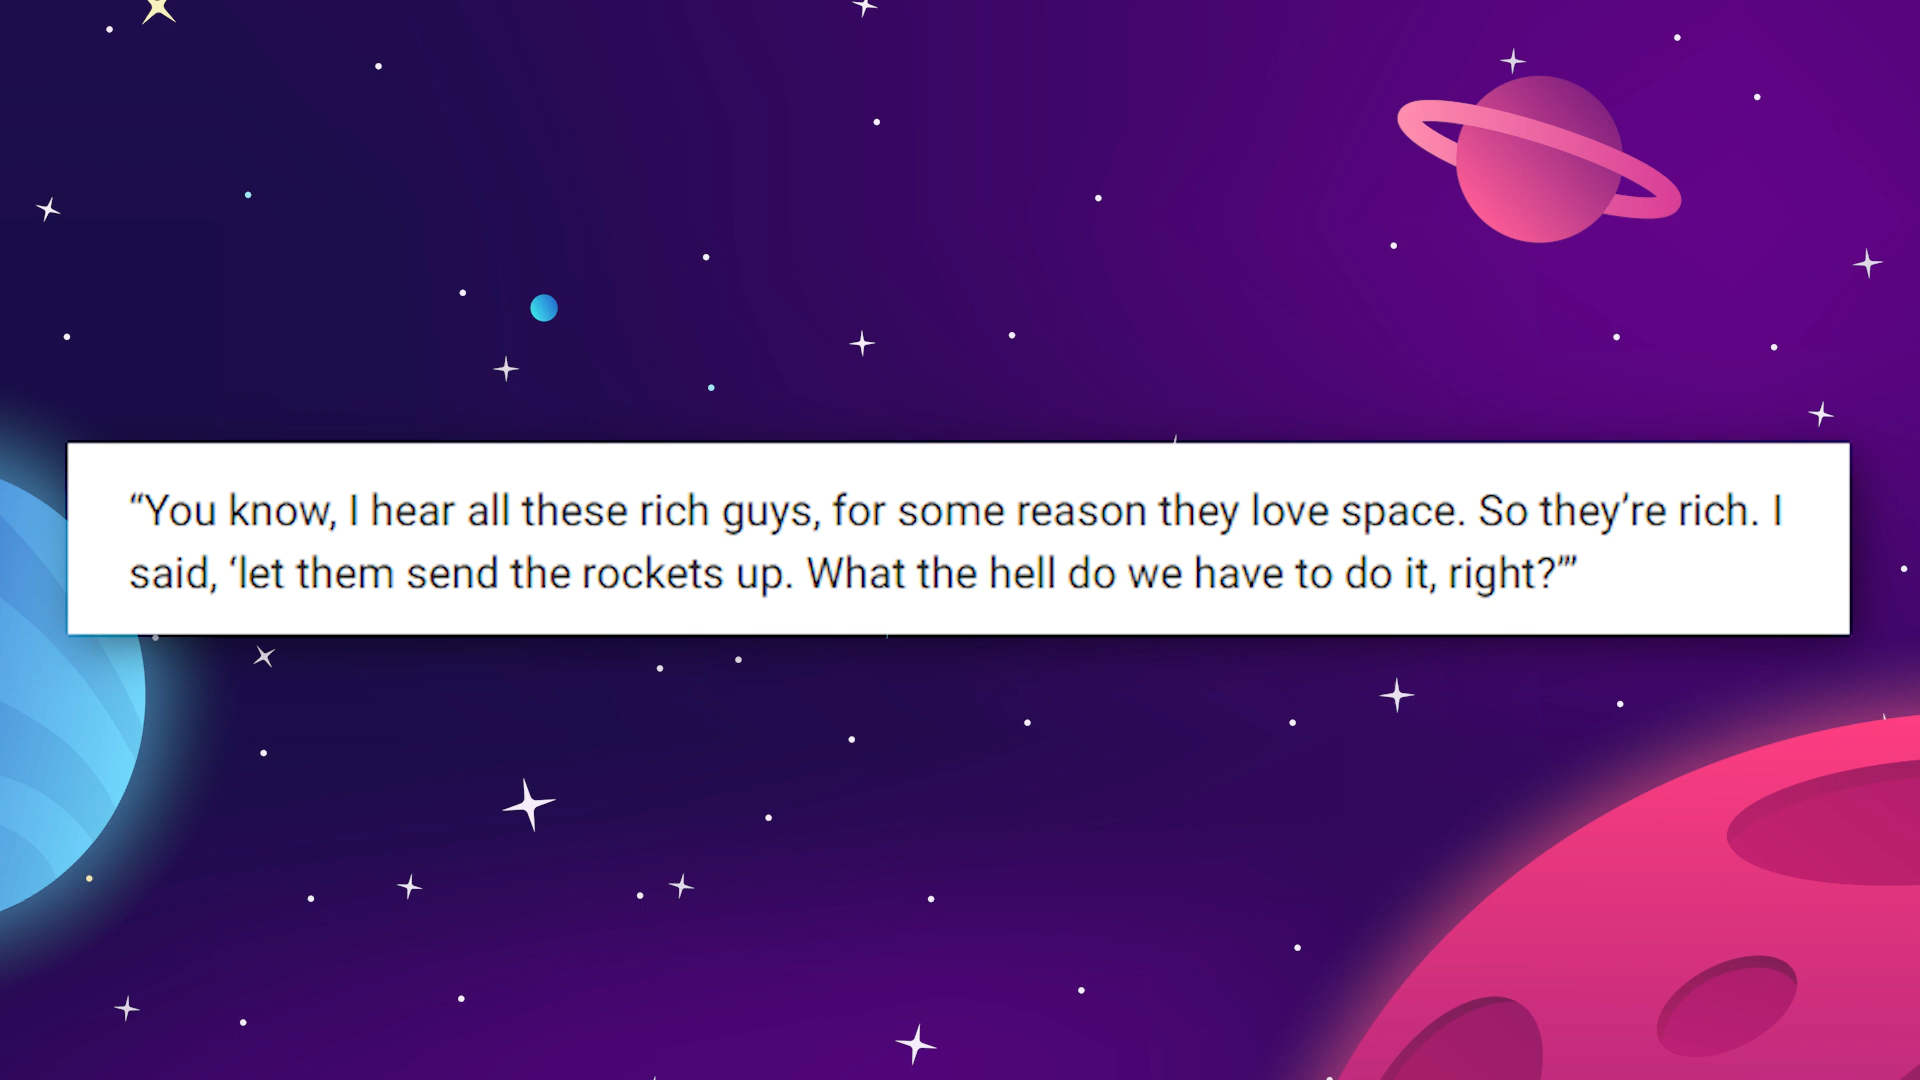 “You know, I hear all these rich guys, for some reason they love space. So they’re rich. I
said, ‘let them send the rockets up. What the hell do we have to do it, right?’”